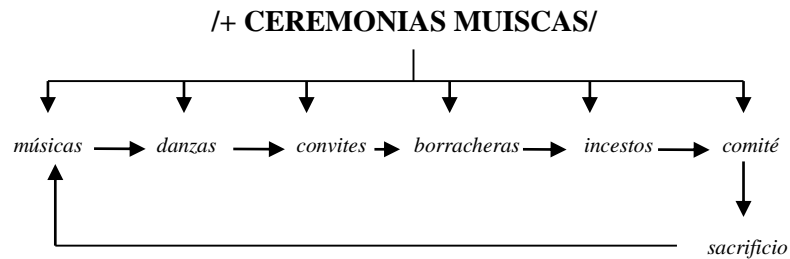 /+ CEREMONIAS MUISCAS/
músicas danzas convites borracheras incestos comité
sacrificio